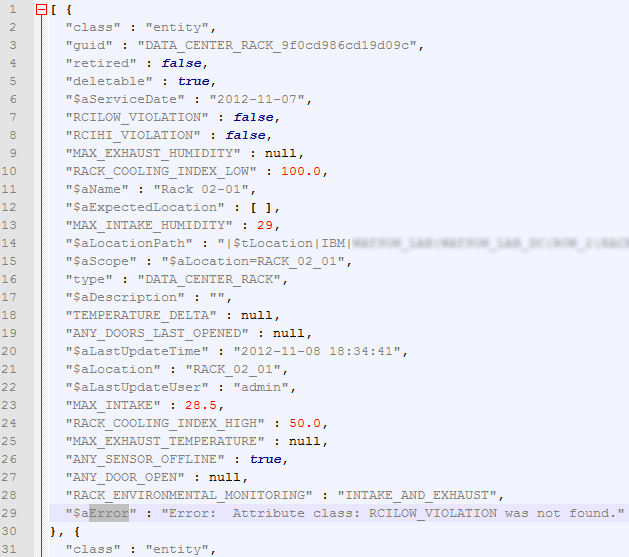 1 [ {
2 "class" : "entity",
3 "guid" : "DATA_CENTER_RACK_9f0cd986cd19d09c",
4 "retired" : false,
5 "deletable" : true,
6 "$aServiceDate" : "2012-11-07",
7 "RCILOW_VIOLATION" : false,
8 "RCIHI_VIOLATION" : false,
9 "MAX_EXHAUST_HUMIDITY" : null,
10 "RACK_COOLING_INDEX_LOW" : 100.0,
11 "$aName" : "Rack 02-01",
12 "$aExpectedLocation" : [ ],
13 "MAX_INTAKE_HUMIDITY" : 29,
14 "$aLocationPath" : "|$tLocation|IBM|
15 "$aScope" : "$aLocation=RACK_02_01",
16 "type" : "DATA_CENTER_RACK",
17 "$aDescription" : "",
18 "TEMPERATURE_DELTA" : null,
19 "ANY_DOORS_LAST_OPENED" : null,
20 "$aLastUpdateTime" : "2012-11-08 18:34:41",
21 "$aLocation" : "RACK_02_01",
22 "$aLastUpdateUser" : "admin",
23 "MAX_INTAKE" : 28.5,
24 "RACK_COOLING_INDEX_HIGH" : 50.0,
25 "MAX_EXHAUST_TEMPERATURE" : null,
26 "ANY_SENSOR_OFFLINE" : true,
27 "ANY_DOOR_OPEN" : null,
28 "RACK_ENVIRONMENTAL_MONITORING" : "INTAKE_AND_EXHAUST",
29 "$aError" : "Error:  Attribute class: RCILOW_VIOLATION was not found."
30 }, {
31 "class" : "entity",